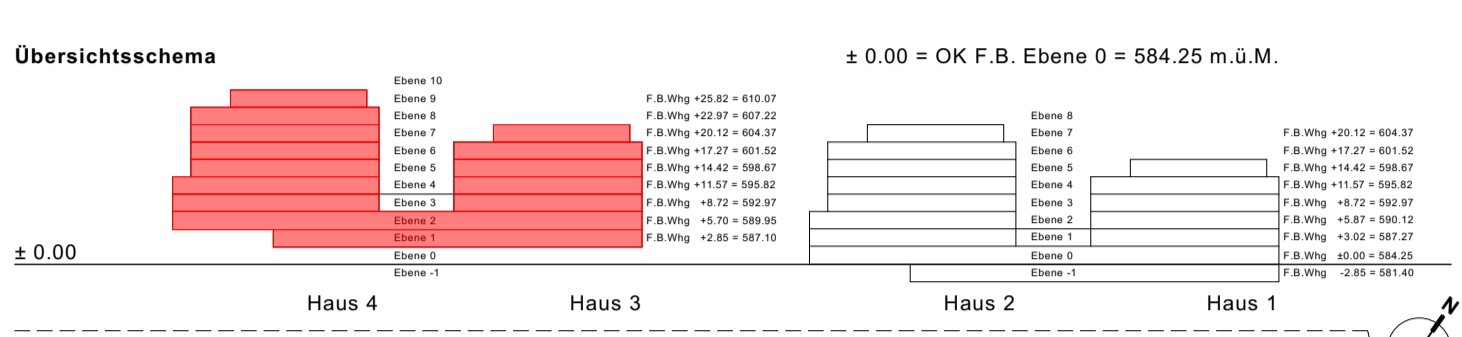 Übersichtsschema
± 0.00 = OK F.B. Ebene 0 = 584.25 m.ü.M.
Ebene 10
Ebene 9
Ebene 8
Ebene 7
Ebene 6
Ebene 5
Ebene 4
Ebene 3
Ebene 2
Ebene 1
Ebene 0
Ebene -1
F.B.Whg +25.82 = 610.07
F.B.Whg +22.97 = 607.22
F.B.Whg +20.12 = 604.37
F.B.Whg +17.27 = 601.52
F.B.Whg +14.42 = 598.67
F.B.Whg +11.57 = 595.82
F.B.Whg +8.72 = 592.97
F.B.Whg +5.70 = 589.95
F.B.Whg +2.85 = 587.10
Ebene 8
Ebene 7
Ebene 6
Ebene 5
Ebene 4
Ebene 3
Ebene 2
Ebene 1
Ebene 0
Ebene -1
F.B.Whg +20.12 = 604.37
F.B.Whg +17.27 = 601.52
F.B.Whg +14.42 = 598.67
F.B.Whg +11.57 = 595.82
F.B.Whg +8.72 = 592.97
F.B.Whg +5.87 = 590.12
F.B.Whg +3.02 = 587.27
F.B.Whg ±0.00 = 584.25
F.B.Whg -2.85 = 581.40
± 0.00
Haus 4
Haus 3
Haus 2
Haus 1
N